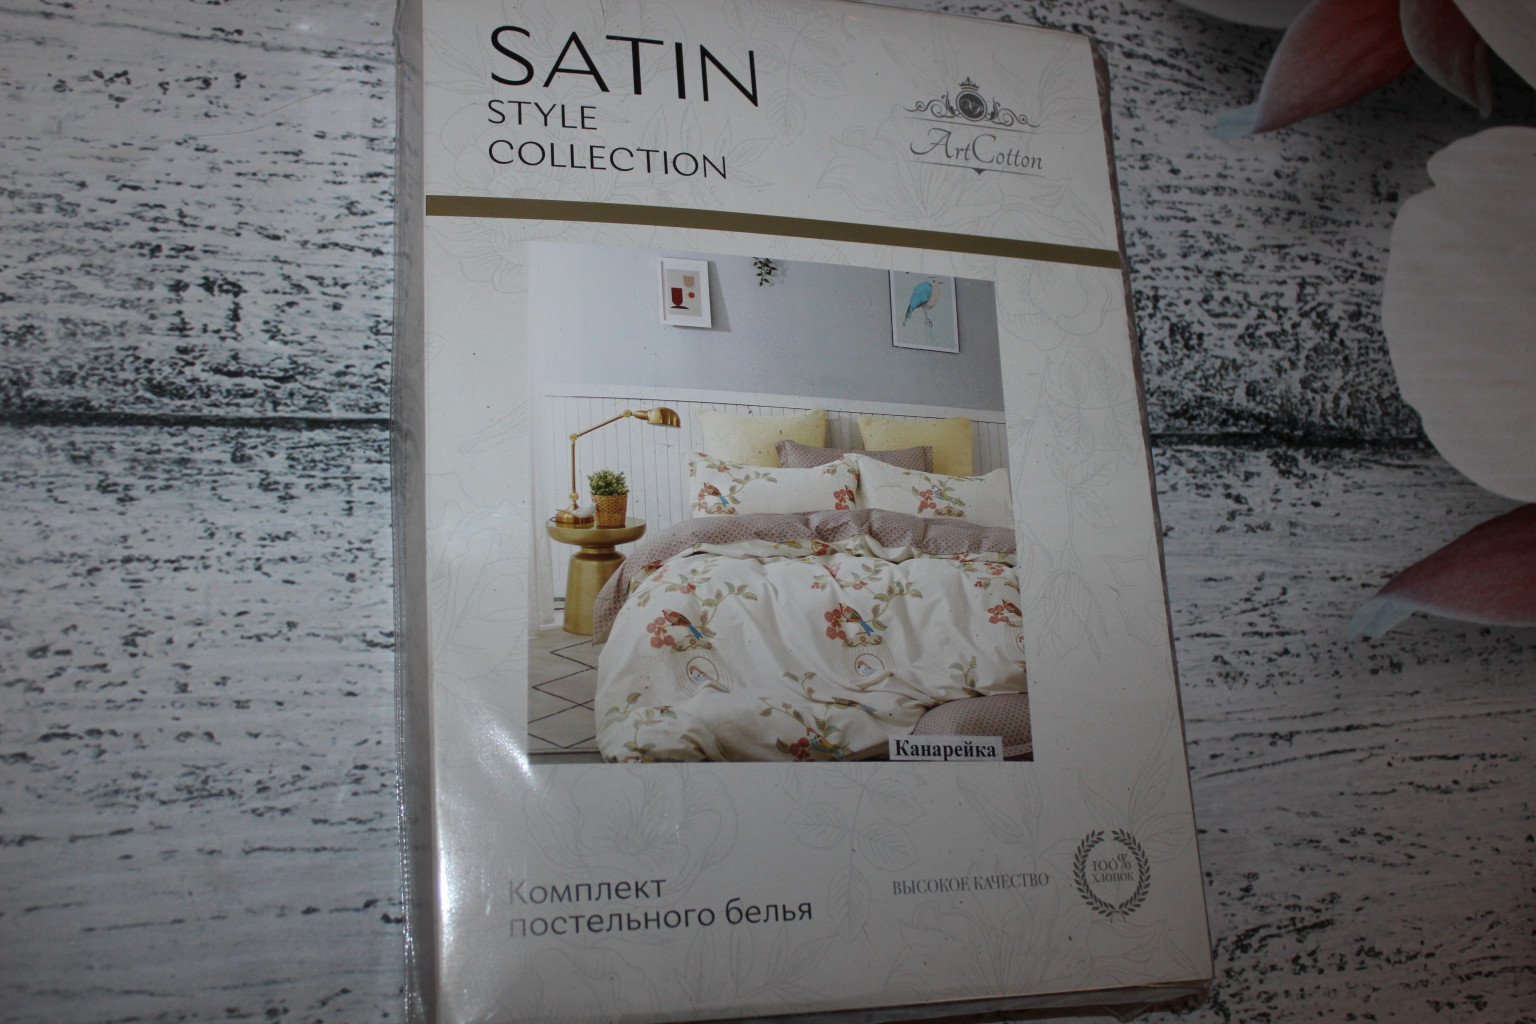 SATIN
STYLE
COLLECTION
ArtCotton
Канарейка
Комплект
постельного белья
ВЫСОКОЕ КАЧЕСТВО
100%
ХЛОПОК